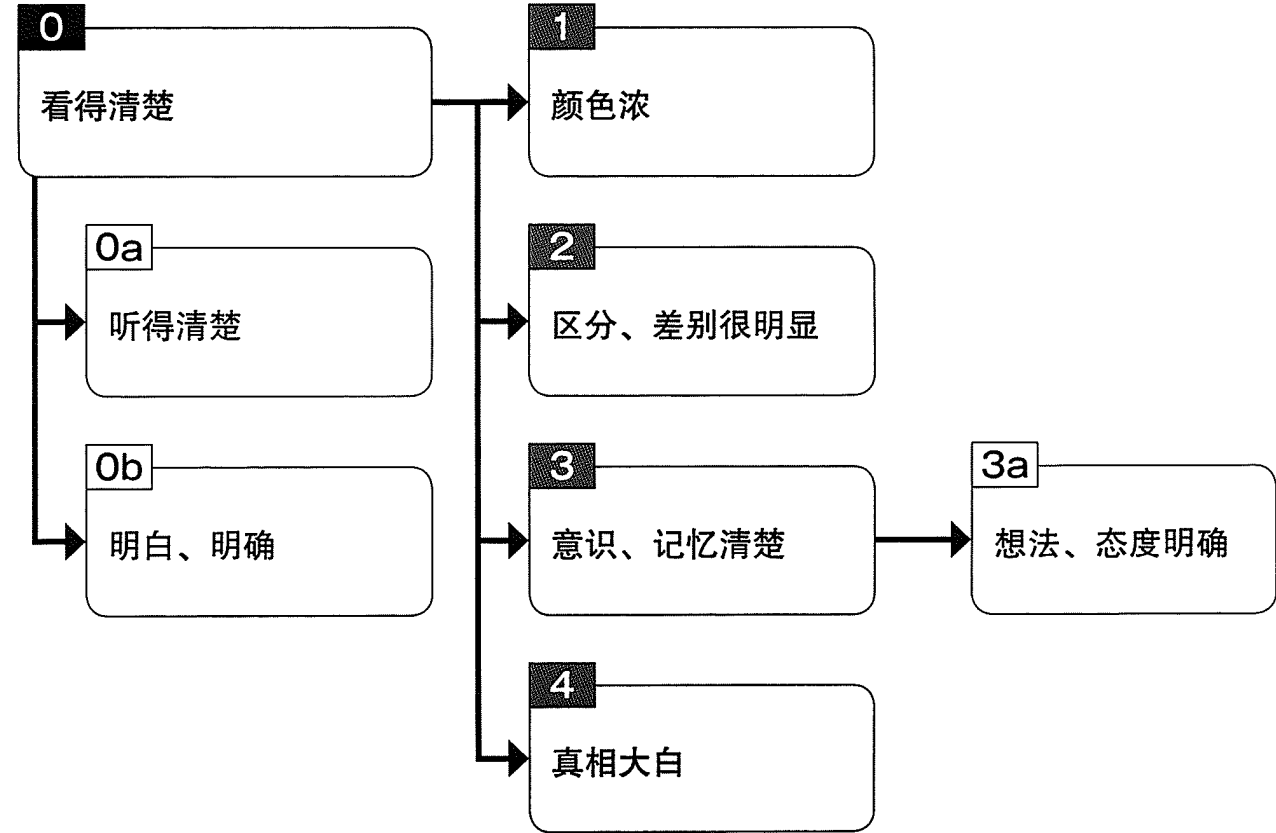 0
看得清楚
0a
听得清楚
0b
明白、明确
1
颜色浓
2
区分、差别很明显
3
意识、记忆清楚
3a
想法、态度明确
4
真相大白